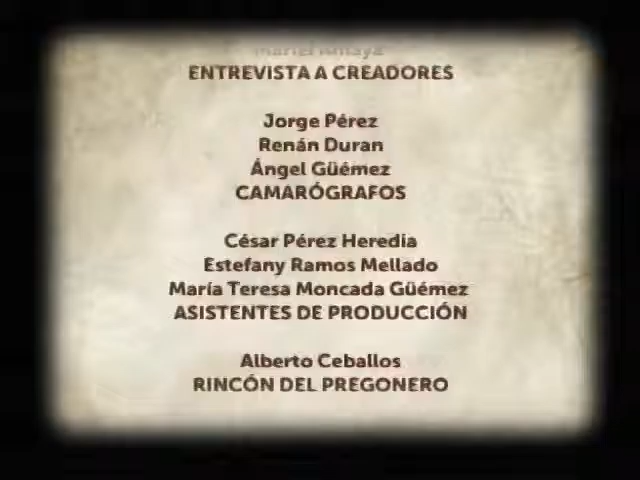 ENTREVISTA A CREADORES
Jorge Pérez
Renán Duran
Ángel Güémez
CAMARÓGRAFOS
César Pérez Heredia
Estefany Ramos Mellado
María Teresa Moncada Güémez
ASISTENTES DE PRODUCCIÓN
Alberto Ceballos
RINCÓN DEL PREGONERO